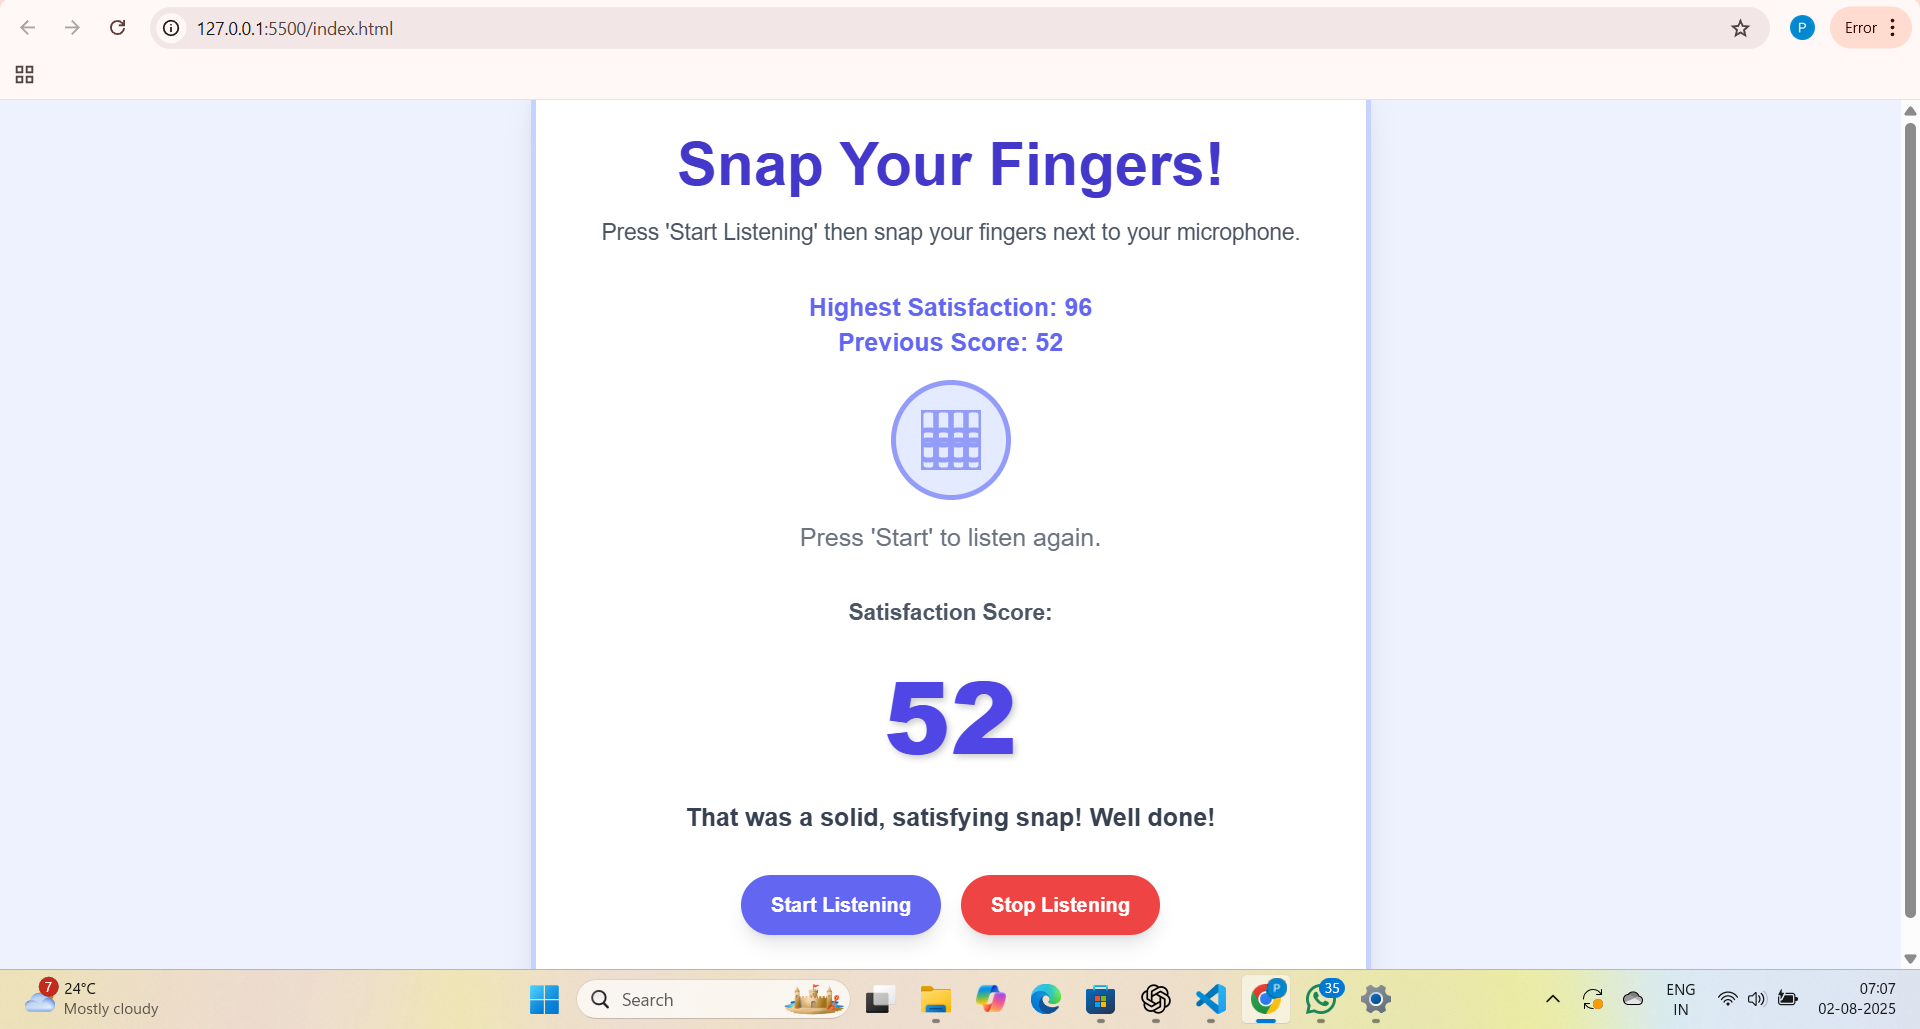 127.0.0.1:5500/index.html
P
Error
Snap Your Fingers!
Press 'Start Listening' then snap your fingers next to your microphone.
Highest Satisfaction: 96
Previous Score: 52
Press 'Start' to listen again.
Satisfaction Score:
52
That was a solid, satisfying snap! Well done!
Start Listening
Stop Listening
7
24°C
Mostly cloudy
Search
P
35
ENG
IN
07:07
02-08-2025